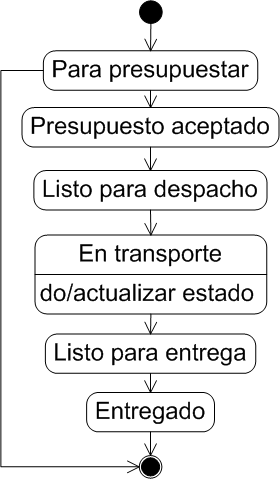 Para presupuestar
Presupuesto aceptado
Listo para despacho
En transporte
do/actualizar estado
Listo para entrega
Entregado